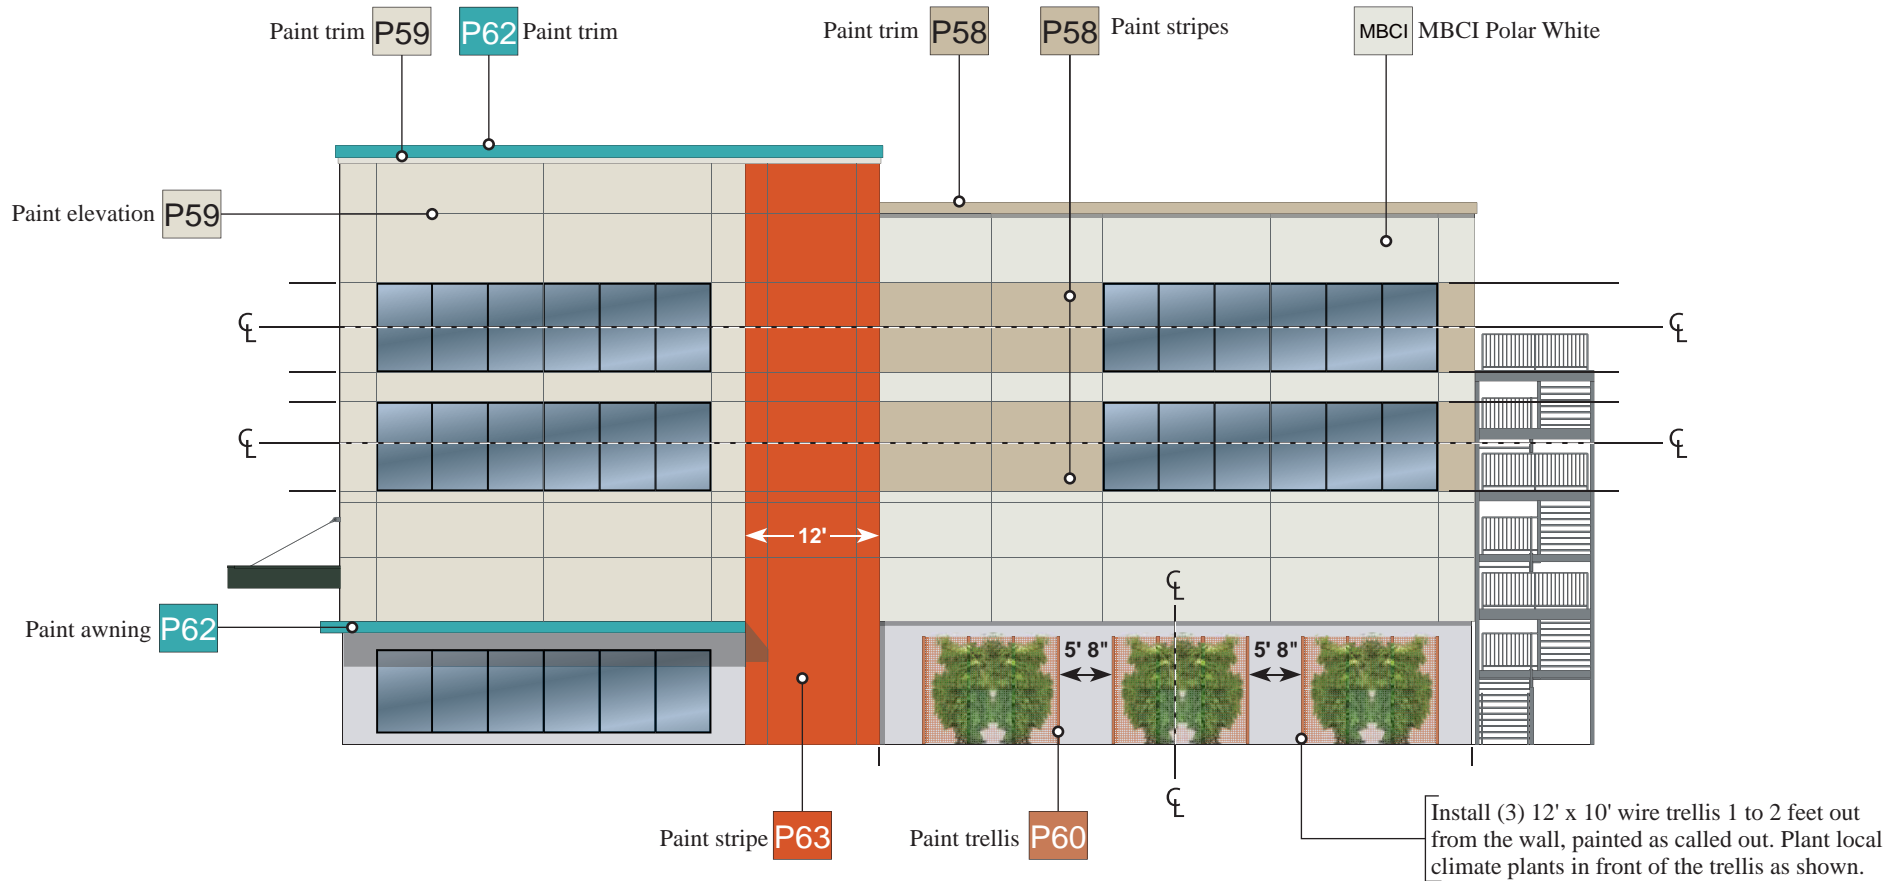 Paint trim P59
P62 Paint trim
Paint trim P58
P58 Paint stripes
MBCI MBCI Polar White
Paint elevation P59
℄ ℄
℄ ℄
12'
℄
Paint awning P62
5' 8" 5' 8"
℄
Paint stripe P63
Paint trellis P60
Install (3) 12' x 10' wire trellis 1 to 2 feet out
from the wall, painted as called out. Plant local
climate plants in front of the trellis as shown.